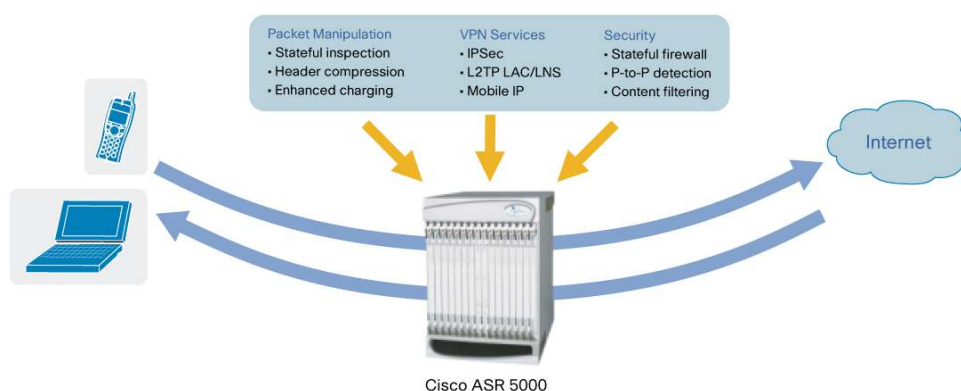 Packet Manipulation
• Stateful inspection
• Header compression
• Enhanced charging
VPN Services
• IPSec
• L2TP LAC/LNS
• Mobile IP
Security
• Stateful firewall
• P-to-P detection
• Content filtering
Internet
Cisco ASR 5000